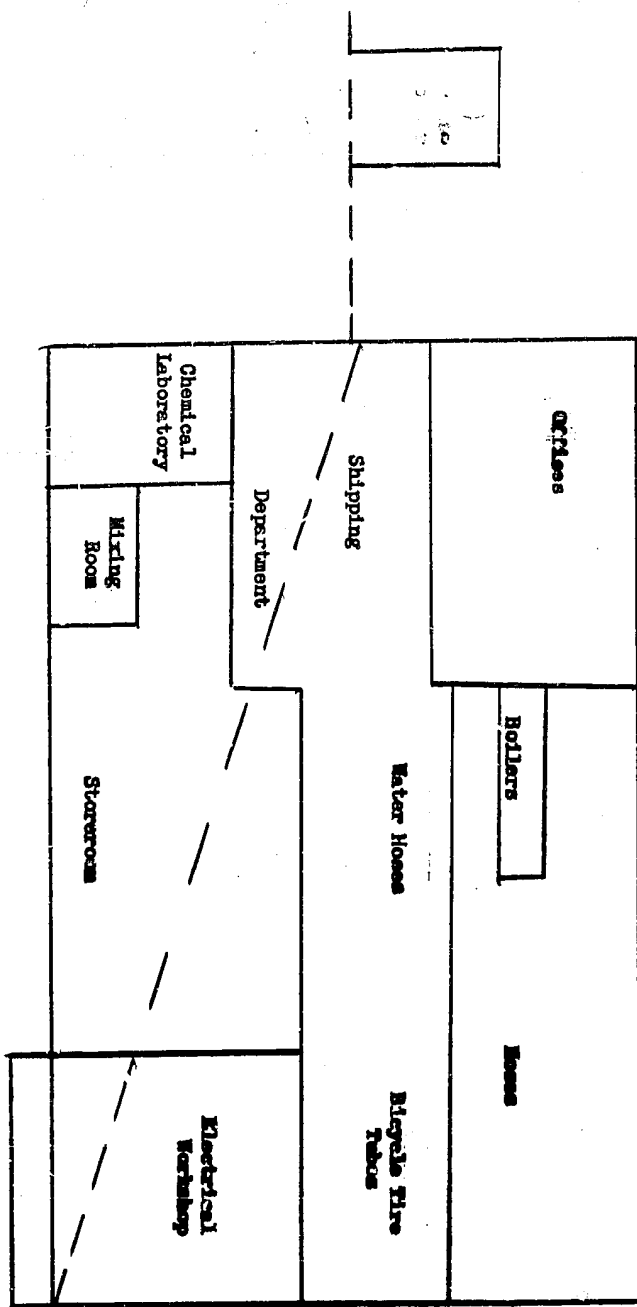 Offices
Boilers
Hoses
Shipping
Department
Water Hoses
Bicycle Tire
Tubes
Chemical
Laboratory
Mixing
Room
Storeroom
Electrical
Workshop